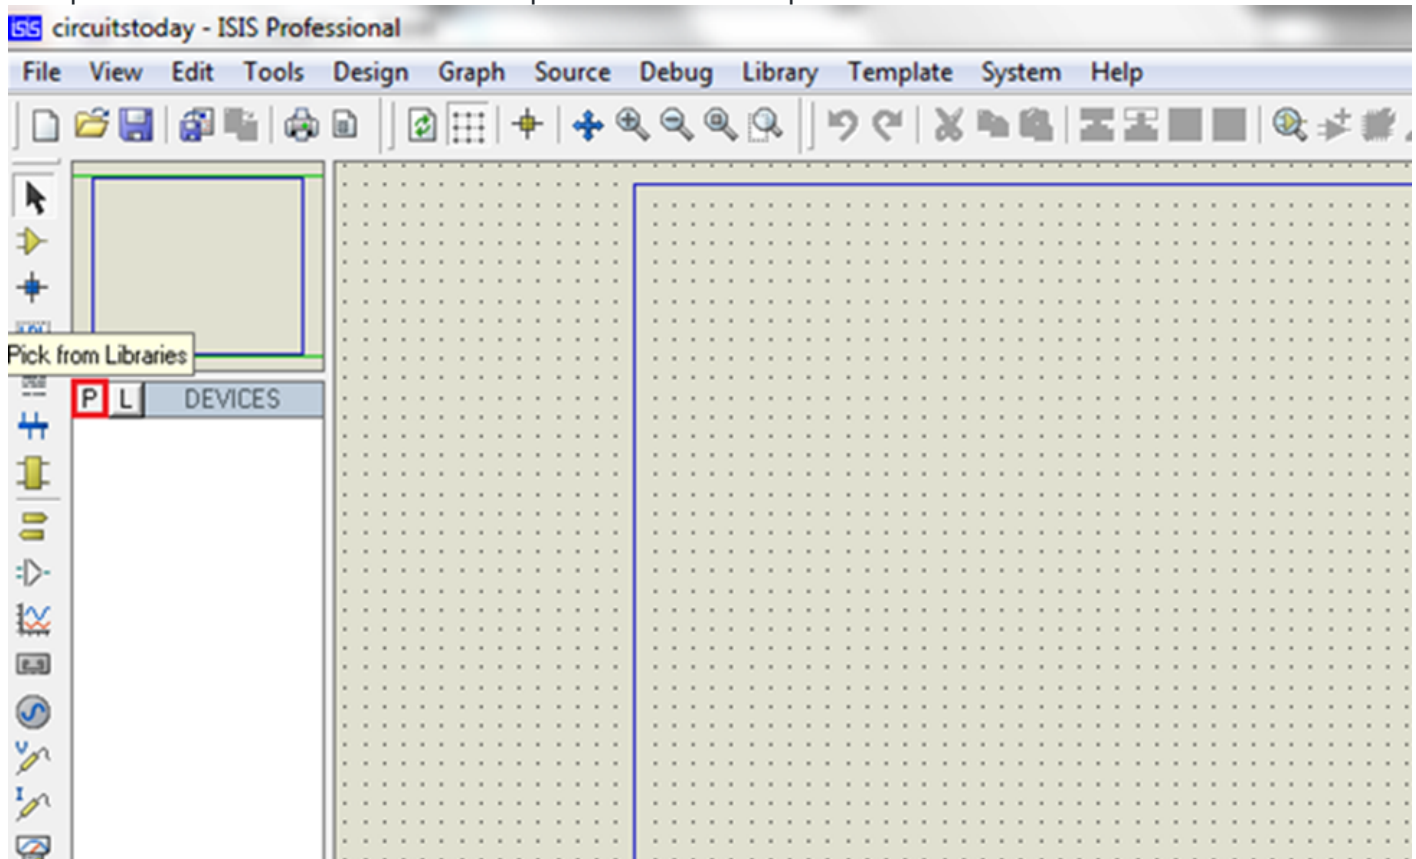 isis circuitstoday - ISIS Professional
File View Edit Tools Design Graph Source Debug Library Template System Help
Pick from Libraries
P L DEVICES
V
I